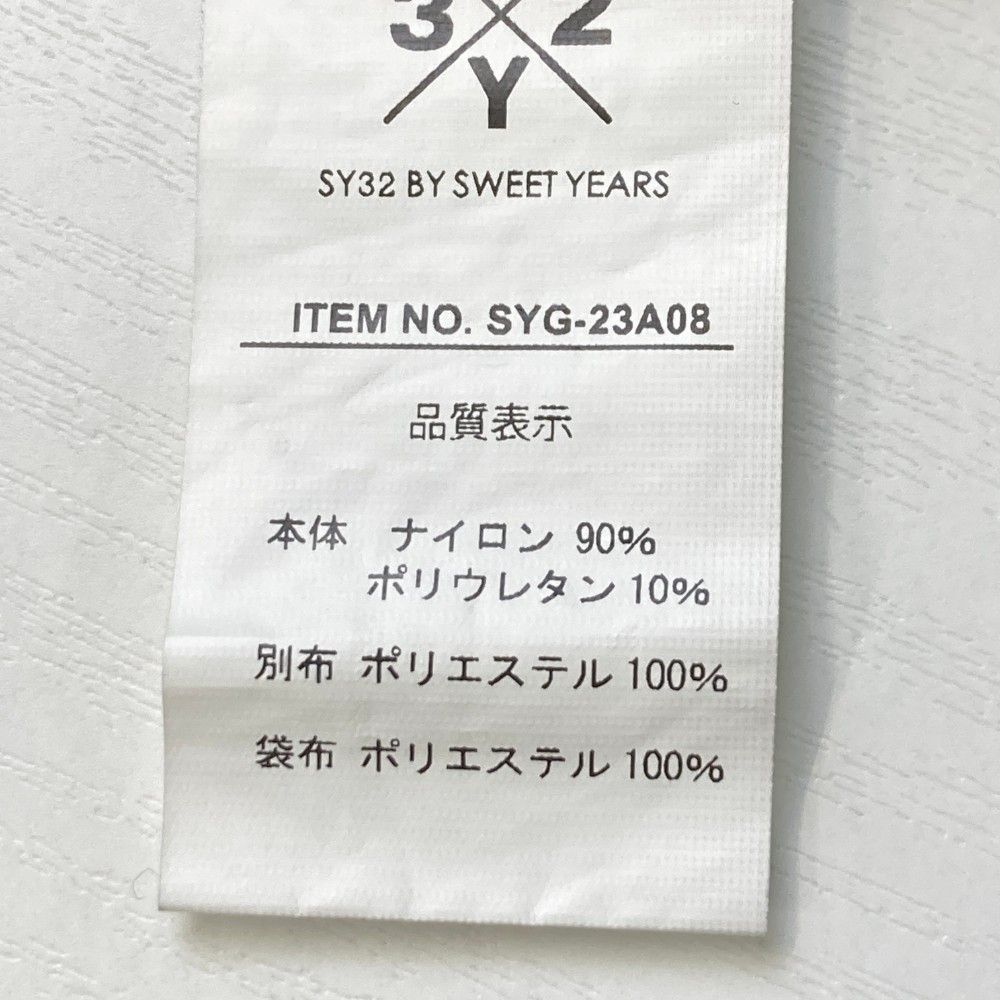 3 2
Y
SY32 BY SWEET YEARS
ITEM NO. SYG-23A08
品質表示
本体 ナイロン 90%
ポリウレタン 10%
別布 ポリエステル 100%
袋布 ポリエステル 100%